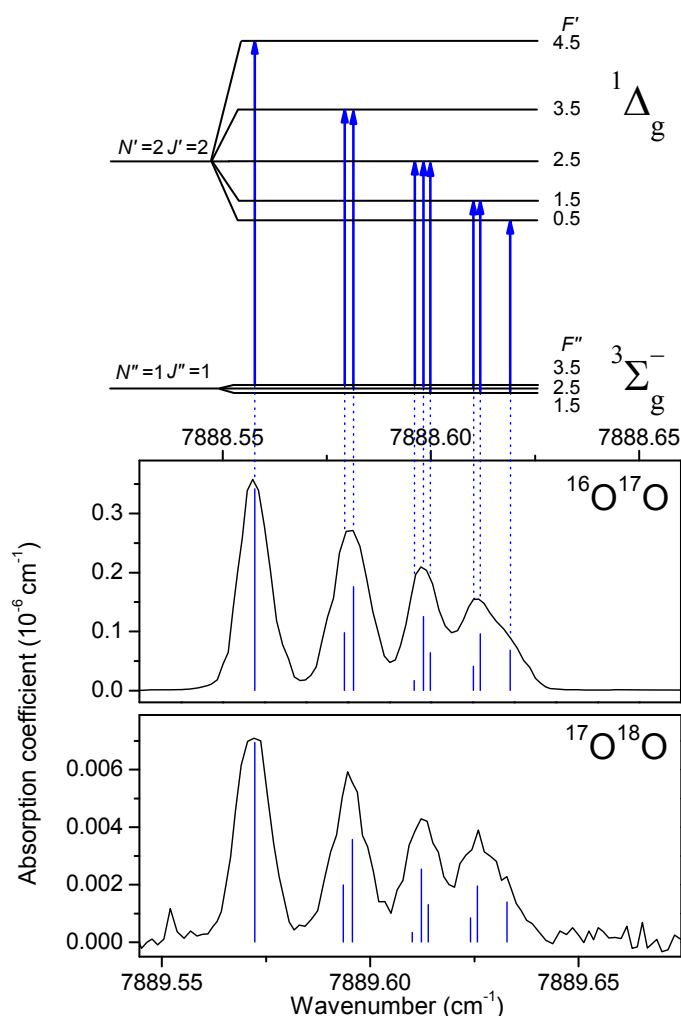 F′
4.5
¹Δg
3.5
N′=2 J′=2
2.5
1.5
0.5
F″
3.5
³Σg⁻
N″=1 J″=1
2.5
1.5
7888.55 7888.60 7888.65
¹⁶O¹⁷O
0.3
0.2
0.1
0.0
Absorption coefficient (10⁻⁶ cm⁻¹)
¹⁷O¹⁸O
0.006
0.004
0.002
0.000
7889.55 7889.60 7889.65
Wavenumber (cm⁻¹)